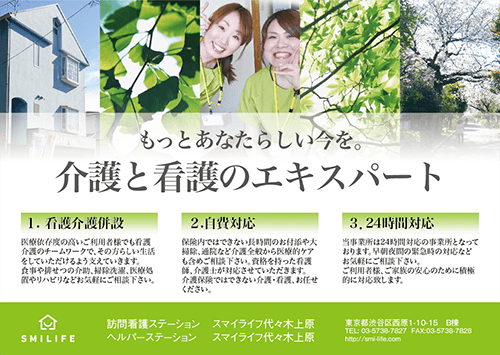 もっとあなたらしい今を。
介護と看護のエキスパート
1. 看護介護併設
医療依存度の高いご利用者様でも看護
介護のチームワークで、その方らしい生活
をしていただけるよう支えていきます。
食事や排せつの介助、掃除洗濯、医療処
置やリハビリなどお気軽にご相談下さい。
2.自費対応
保険内ではできない長時間のお付添や大
掃除、通院など介護全般から医療的ケア
も含めご相談下さい。資格を持った看護
師、介護士が対応させていただきます。
介護保険ではできない介護・看護、お任せ
ください。
3. 24時間対応
当事業所は24時間対応の事業所となって
おります。早朝夜間の緊急時の対応など
お気軽にご相談下さい。
ご利用者様、ご家族の安心のために積極
的に対応致します。
SMILIFE
訪問看護ステーション スマイライフ代々木上原
ヘルパーステーション スマイライフ代々木上原
東京都渋谷区西原1-10-15 B棟
TEL: 03-5738-7827 FAX:03-5738-7828
http://smi-life.com